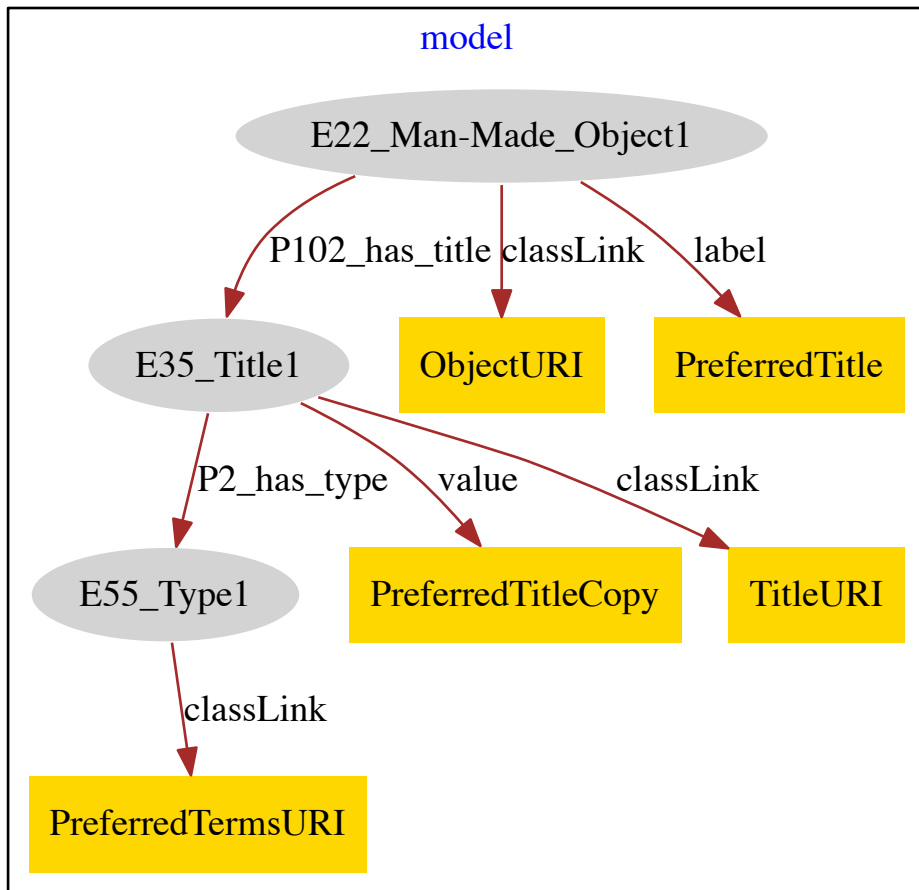 model
E22_Man-Made_Object1
P102_has_title
classLink
label
E35_Title1
ObjectURI
PreferredTitle
P2_has_type
value
classLink
E55_Type1
PreferredTitleCopy
TitleURI
classLink
PreferredTermsURI